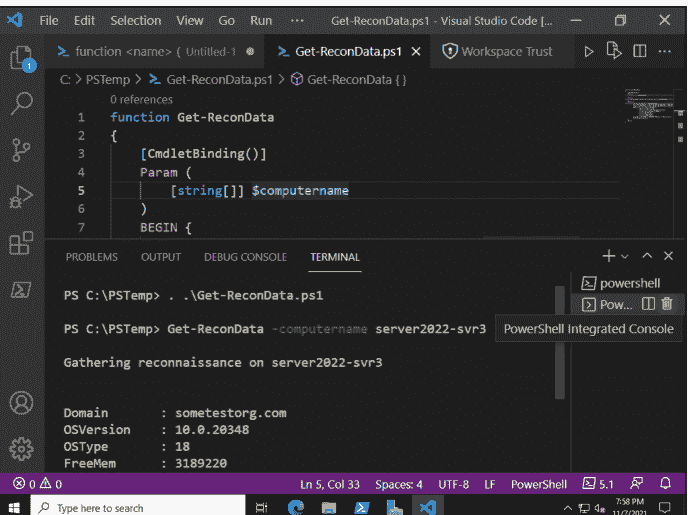 File Edit Selection View Go Run ··· Get-ReconData.ps1 - Visual Studio Code [...
function <name> { Untitled-1 Get-ReconData.ps1 Workspace Trust
C: > PSTemp > Get-ReconData.ps1 > Get-ReconData { }
0 references
1 function Get-ReconData
2 {
3 [CmdletBinding()]
4 Param (
5 [string[]] $computername
6 )
7 BEGIN {
PROBLEMS OUTPUT DEBUG CONSOLE TERMINAL
powershell
PS C:\PSTemp> . .\Get-ReconData.ps1
Pow...
PS C:\PSTemp> Get-ReconData -computername server2022-svr3
PowerShell Integrated Console
Gathering reconnaissance on server2022-svr3
Domain : sometestorg.com
OSVersion : 10.0.20348
OSType : 18
FreeMem : 3189220
0 0 Ln 5, Col 33 Spaces: 4 UTF-8 LF PowerShell 5.1
Type here to search
7:58 PM
11/7/2021
1